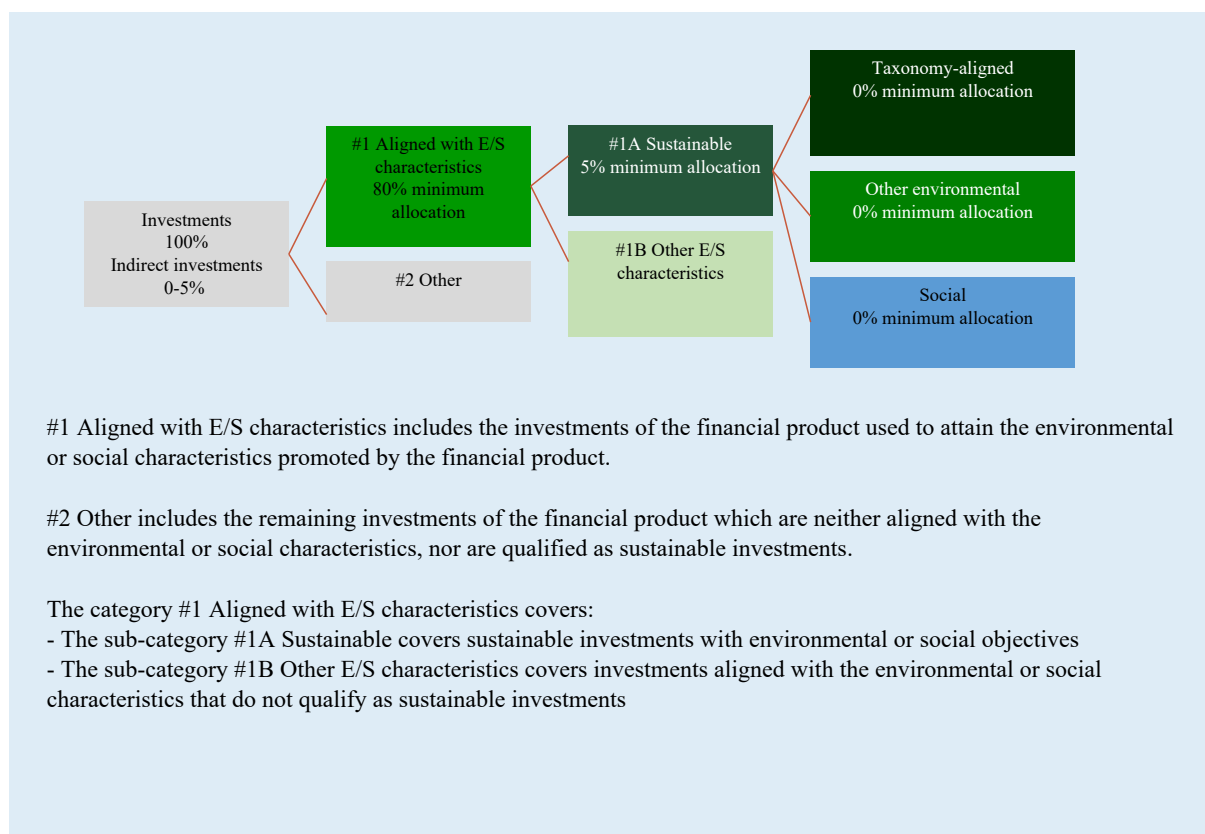 Taxonomy-aligned
0% minimum allocation
#1 Aligned with E/S
characteristics
80% minimum
allocation
#1A Sustainable
5% minimum allocation
Other environmental
0% minimum allocation
Investments
100%
Indirect investments
0-5%
#2 Other
#1B Other E/S
characteristics
Social
0% minimum allocation
#1 Aligned with E/S characteristics includes the investments of the financial product used to attain the environmental
or social characteristics promoted by the financial product.
#2 Other includes the remaining investments of the financial product which are neither aligned with the
environmental or social characteristics, nor are qualified as sustainable investments.
The category #1 Aligned with E/S characteristics covers:
- The sub-category #1A Sustainable covers sustainable investments with environmental or social objectives
- The sub-category #1B Other E/S characteristics covers investments aligned with the environmental or social
characteristics that do not qualify as sustainable investments